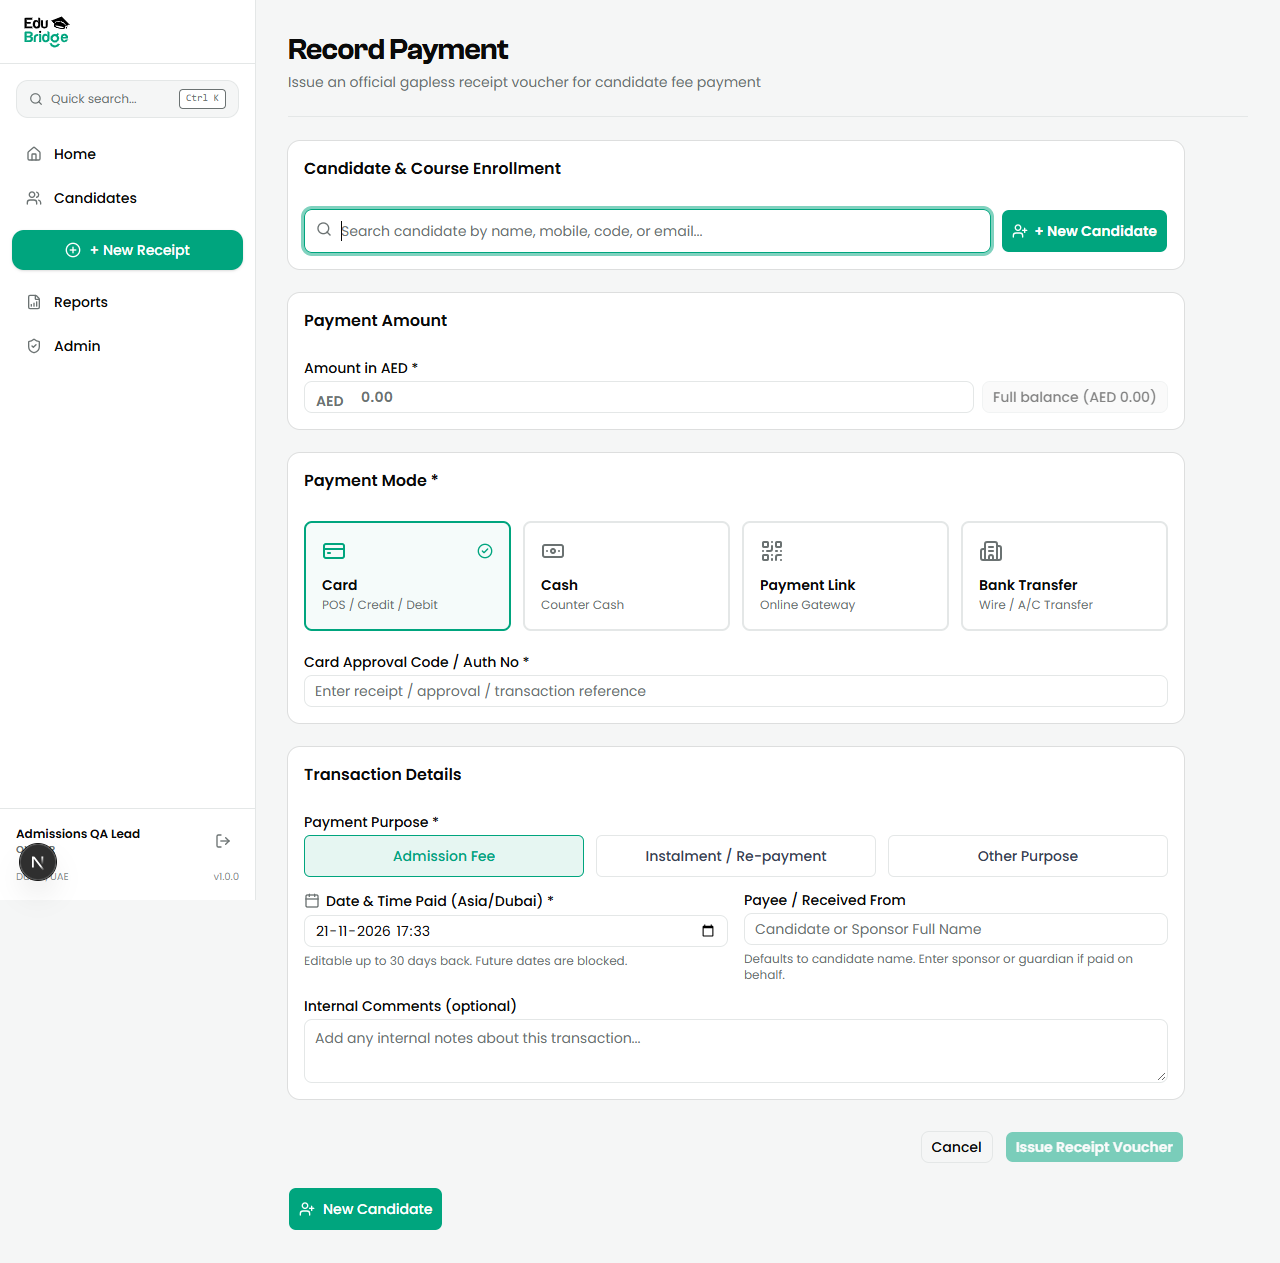 Edu
Bridge
Quick search...
Ctrl K
Home
Candidates
+ New Receipt
Reports
Admin
Admissions QA Lead
N
UAE
v1.0.0
Record Payment
Issue an official gapless receipt voucher for candidate fee payment
Candidate & Course Enrollment
Search candidate by name, mobile, code, or email...
+ New Candidate
Payment Amount
Amount in AED *
AED
0.00
Full balance (AED 0.00)
Payment Mode *
Card
POS / Credit / Debit
Cash
Counter Cash
Payment Link
Online Gateway
Bank Transfer
Wire / A/C Transfer
Card Approval Code / Auth No *
Enter receipt / approval / transaction reference
Transaction Details
Payment Purpose *
Admission Fee
Instalment / Re-payment
Other Purpose
Date & Time Paid (Asia/Dubai) *
21-11-2026 17:33
Editable up to 30 days back. Future dates are blocked.
Payee / Received From
Candidate or Sponsor Full Name
Defaults to candidate name. Enter sponsor or guardian if paid on
behalf.
Internal Comments (optional)
Add any internal notes about this transaction...
Cancel
Issue Receipt Voucher
New Candidate